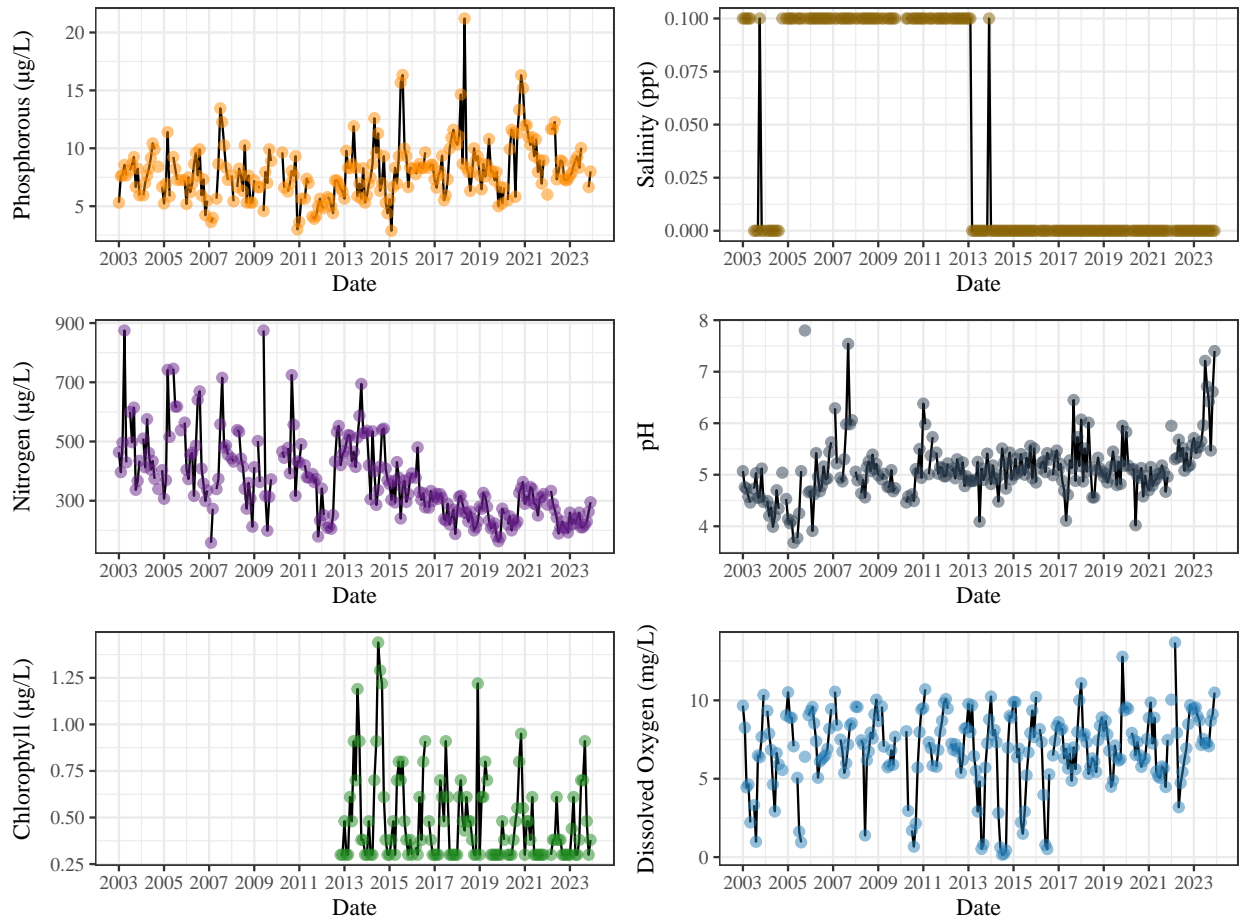 Phosphorous (µg/L)
20
15
10
5
2003 2005 2007 2009 2011 2013 2015 2017 2019 2021 2023
Date
Salinity (ppt)
0.100
0.075
0.050
0.025
0.000
2003 2005 2007 2009 2011 2013 2015 2017 2019 2021 2023
Date
Nitrogen (µg/L)
900
700
500
300
2003 2005 2007 2009 2011 2013 2015 2017 2019 2021 2023
Date
pH
8
7
6
5
4
2003 2005 2007 2009 2011 2013 2015 2017 2019 2021 2023
Date
Chlorophyll (µg/L)
1.25
1.00
0.75
0.50
0.25
2003 2005 2007 2009 2011 2013 2015 2017 2019 2021 2023
Date
Dissolved Oxygen (mg/L)
10
5
0
2003 2005 2007 2009 2011 2013 2015 2017 2019 2021 2023
Date